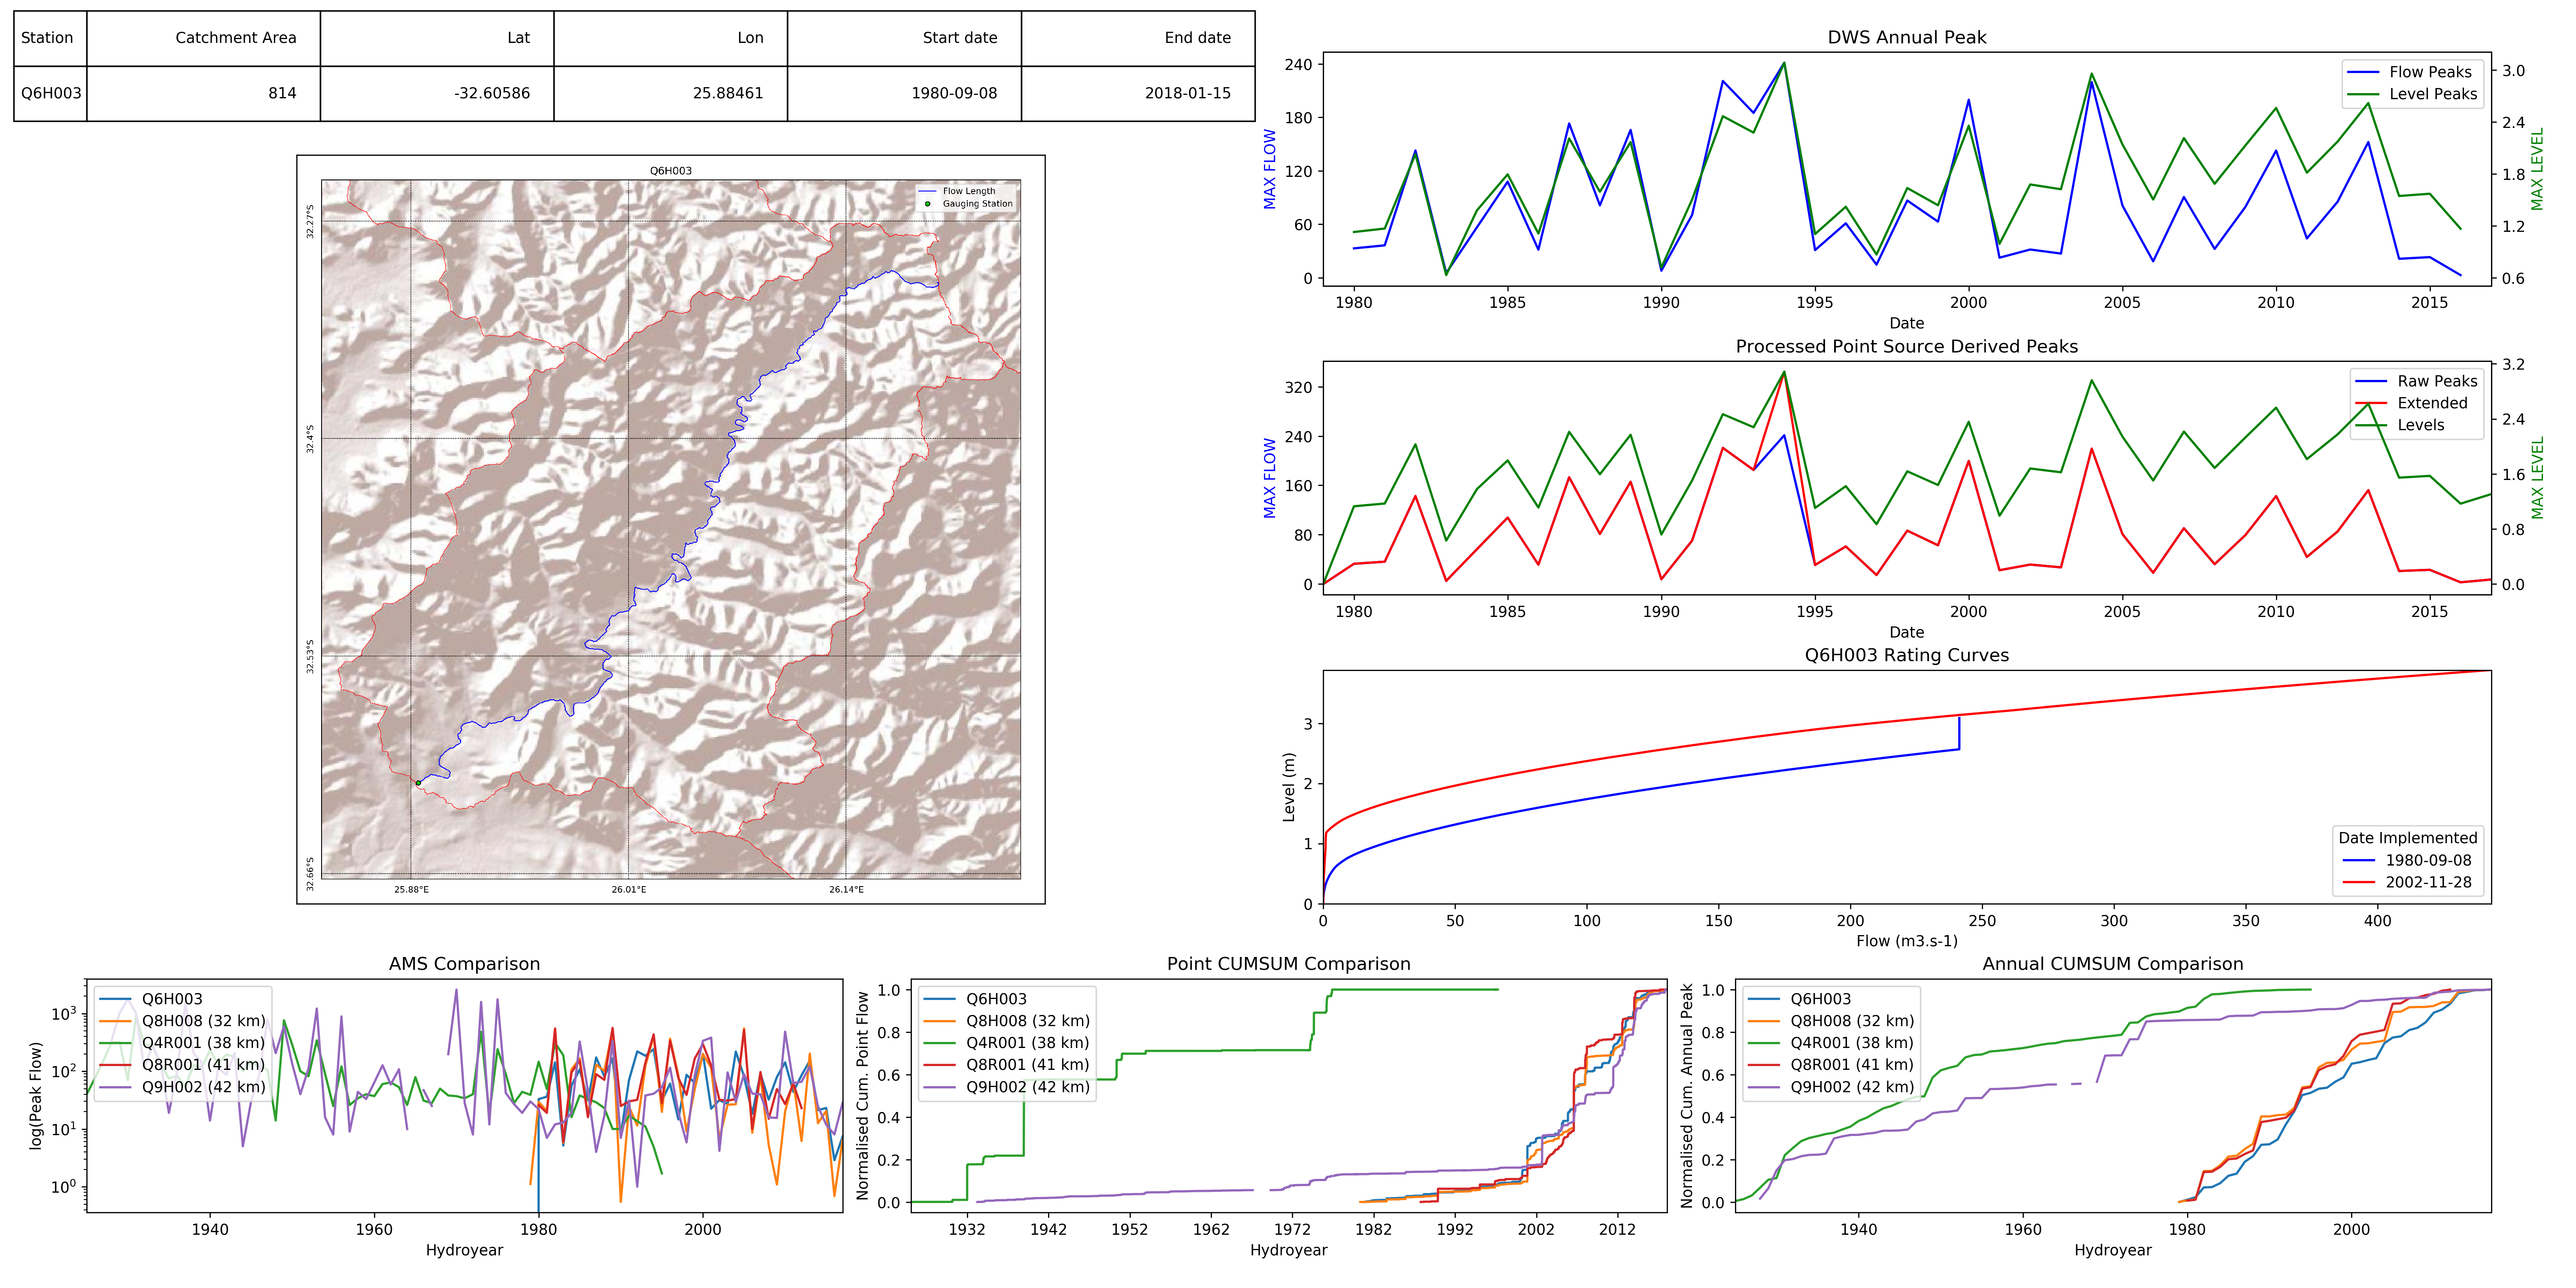 Station Catchment Area Lat Lon Start date End date
Q6H003 814 -32.60586 25.88461 1980-09-08 2018-01-15
Q6H003
Flow Length
Gauging Station
32.27°S
32.4°S
32.53°S
32.66°S
25.88°E 26.01°E 26.14°E
DWS Annual Peak
MAX FLOW
240
180
120
60
0
Flow Peaks
Level Peaks
3.0
2.4
1.8
1.2
0.6
MAX LEVEL
1980 1985 1990 1995 2000 2005 2010 2015
Date
Processed Point Source Derived Peaks
MAX FLOW
320
240
160
80
0
Raw Peaks
Extended
Levels
3.2
2.4
1.6
0.8
0.0
MAX LEVEL
1980 1985 1990 1995 2000 2005 2010 2015
Date
Q6H003 Rating Curves
Level (m)
3
2
1
0
Date Implemented
1980-09-08
2002-11-28
0 50 100 150 200 250 300 350 400
Flow (m3.s-1)
AMS Comparison
log(Peak Flow)
10³
10²
10¹
10⁰
Q6H003
Q8H008 (32 km)
Q4R001 (38 km)
Q8R001 (41 km)
Q9H002 (42 km)
1940 1960 1980 2000
Hydroyear
Point CUMSUM Comparison
Normalised Cum. Point Flow
1.0
0.8
0.6
0.4
0.2
0.0
Q6H003
Q8H008 (32 km)
Q4R001 (38 km)
Q8R001 (41 km)
Q9H002 (42 km)
1932 1942 1952 1962 1972 1982 1992 2002 2012
Hydroyear
Annual CUMSUM Comparison
Normalised Cum. Annual Peak
1.0
0.8
0.6
0.4
0.2
0.0
Q6H003
Q8H008 (32 km)
Q4R001 (38 km)
Q8R001 (41 km)
Q9H002 (42 km)
1940 1960 1980 2000
Hydroyear